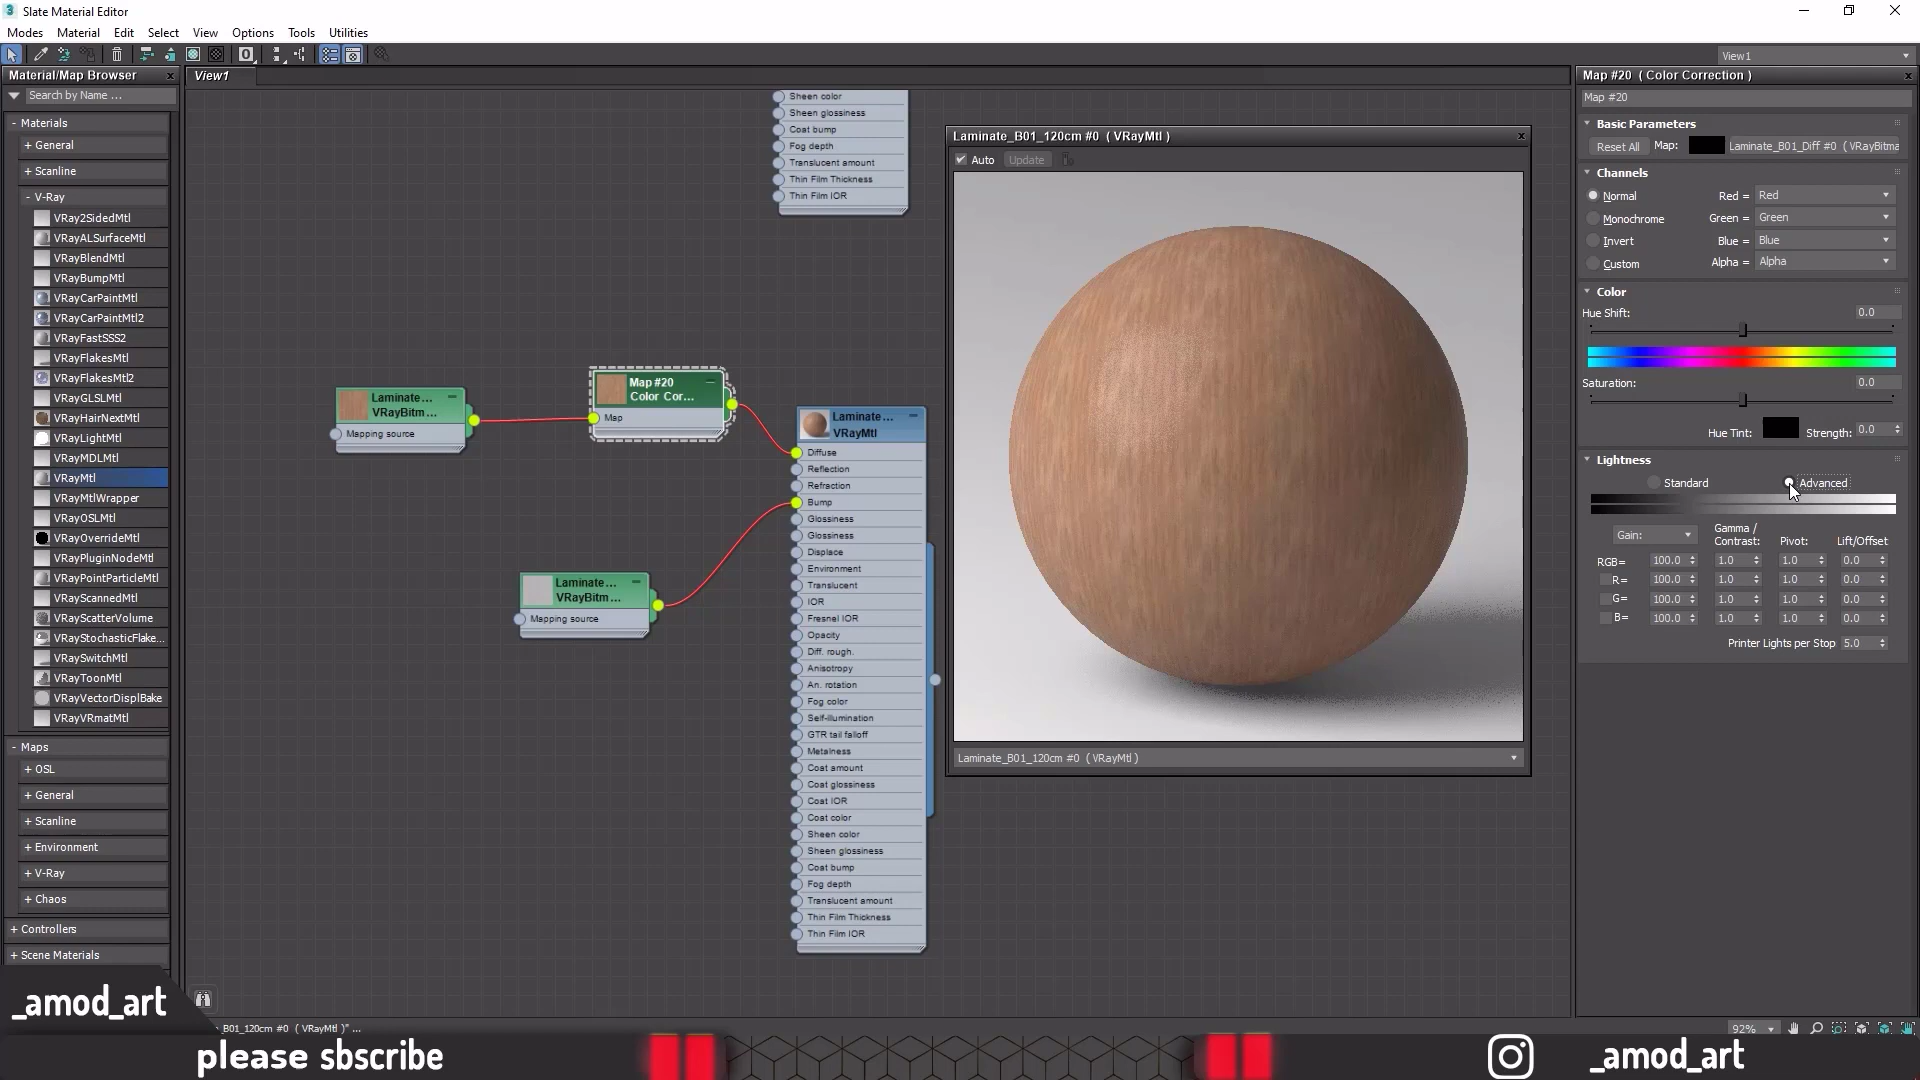 Slate Material Editor
Modes Material Edit Select View Options Tools Utilities
View1
Material/Map Browser
Search by Name ...
- Materials
+ General
+ Scanline
- V-Ray
VRay2SidedMtl
VRayALSurfaceMtl
VRayBlendMtl
VRayBumpMtl
VRayCarPaintMtl
VRayCarPaintMtl2
VRayFastSSS2
VRayFlakesMtl
VRayFlakesMtl2
VRayGLSLMtl
VRayHairNextMtl
VRayLightMtl
VRayMDLMtl
VRayMtl
VRayMtlWrapper
VRayOSLMtl
VRayOverrideMtl
VRayPluginNodeMtl
VRayPointParticleMtl
VRayScannedMtl
VRayScatterVolume
VRayStochasticFlake...
VRaySwitchMtl
VRayToonMtl
VRayVectorDisplBake
VRayVRmatMtl
- Maps
+ OSL
+ General
+ Scanline
+ Environment
+ V-Ray
+ Chaos
+ Controllers
+ Scene Materials
View1
Sheen color
Sheen glossiness
Coat bump
Fog depth
Translucent amount
Thin Film Thickness
Thin Film IOR
Laminate...
VRayBitm...
Mapping source
Map #20
Color Cor...
Map
Laminate...
VRayBitm...
Mapping source
Laminate ...
VRayMtl
Diffuse
Reflection
Refraction
Bump
Glossiness
Glossiness
Displace
Environment
Translucent
IOR
Fresnel IOR
Opacity
Diff. rough.
Anisotropy
An. rotation
Fog color
Self-illumination
GTR tail falloff
Metalness
Coat amount
Coat glossiness
Coat IOR
Coat color
Sheen color
Sheen glossiness
Coat bump
Fog depth
Translucent amount
Thin Film Thickness
Thin Film IOR
Laminate_B01_120cm #0 ( VRayMtl )
Auto Update
Laminate_B01_120cm #0 ( VRayMtl )
Map #20 ( Color Correction )
Map #20
Basic Parameters
Reset All Map: Laminate_B01_Diff #0 ( VRayBitma
Channels
Normal Red = Red
Monochrome Green = Green
Invert Blue = Blue
Custom Alpha = Alpha
Color
Hue Shift: 0.0
Saturation: 0.0
Hue Tint: Strength: 0.0
Lightness
Standard Advanced
Gain: Gamma / Contrast: Pivot: Lift/Offset
RGB= 100.0 1.0 1.0 0.0
R= 100.0 1.0 1.0 0.0
G= 100.0 1.0 1.0 0.0
B= 100.0 1.0 1.0 0.0
Printer Lights per Stop 5.0
_B01_120cm #0 ( VRayMtl )" ...
92%
_amod_art
please sbscribe
_amod_art